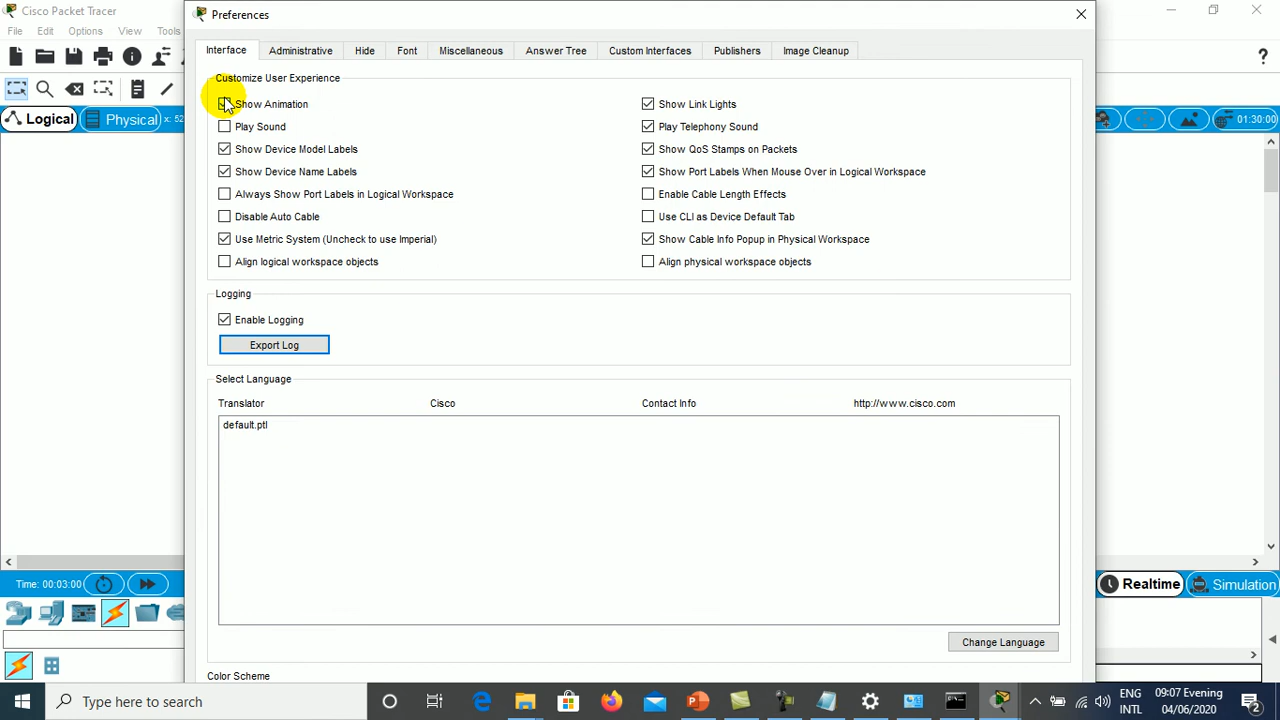 Cisco Packet Tracer
Preferences
File Edit Options View Tools
Interface Administrative Hide Font Miscellaneous Answer Tree Custom Interfaces Publishers Image Cleanup
Customize User Experience
Show Animation Show Link Lights
Play Sound Play Telephony Sound
Show Device Model Labels Show QoS Stamps on Packets
Show Device Name Labels Show Port Labels When Mouse Over in Logical Workspace
Always Show Port Labels in Logical Workspace Enable Cable Length Effects
Disable Auto Cable Use CLI as Device Default Tab
Use Metric System (Uncheck to use Imperial) Show Cable Info Popup in Physical Workspace
Align logical workspace objects Align physical workspace objects
Logical Physical x: 52 01:30:00
Logging
Enable Logging
Export Log
Select Language
Translator Cisco Contact Info http://www.cisco.com
default.ptl
Change Language
Color Scheme
Time: 00:03:00 Realtime Simulation
Type here to search
ENG 09:07 Evening
INTL 04/06/2020
2